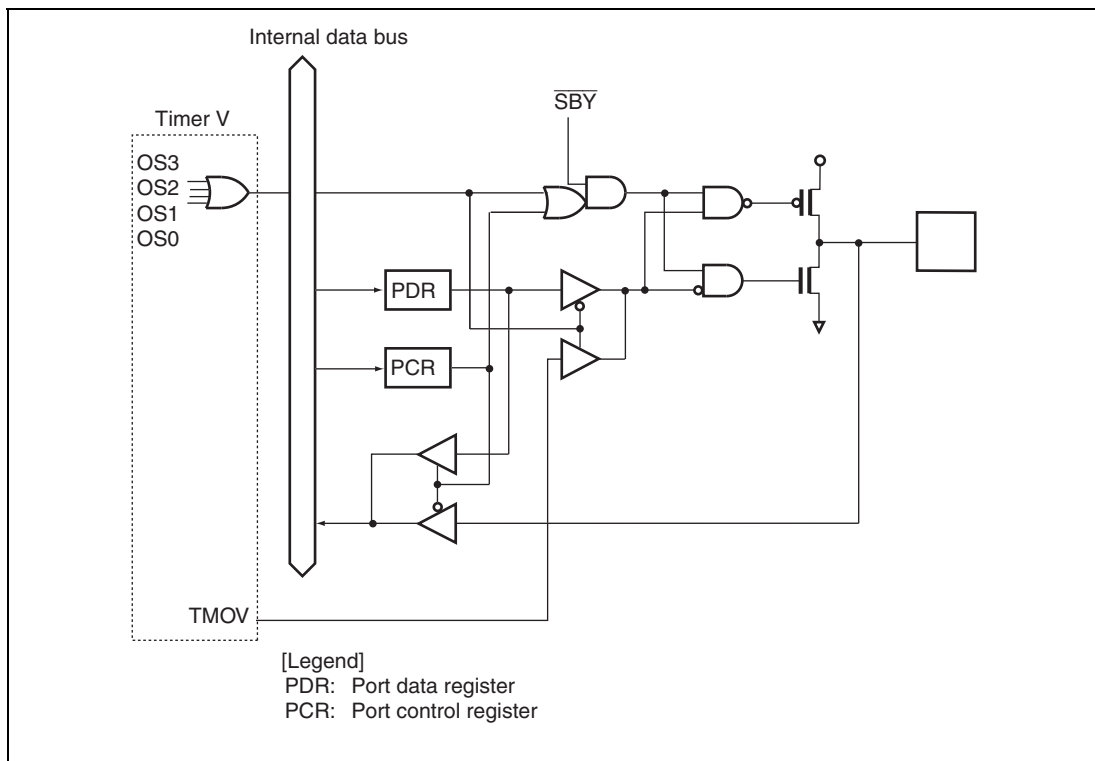 Internal data bus
SBY
Timer V
OS3
OS2
OS1
OS0
PDR
PCR
TMOV
[Legend]
PDR: Port data register
PCR: Port control register